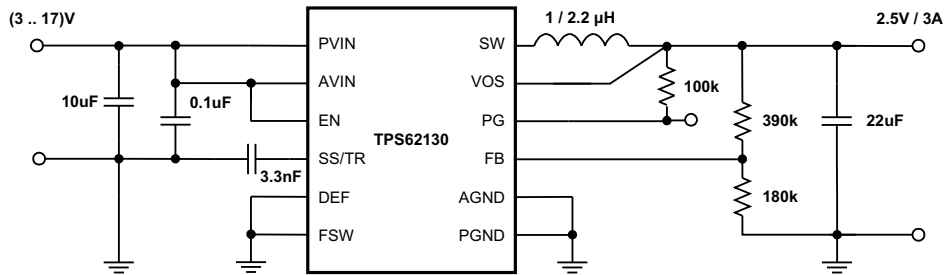 (3 .. 17)V
1 / 2.2 µH
2.5V / 3A
PVIN
SW
AVIN
VOS
10uF
0.1uF
100k
EN
PG
390k
22uF
TPS62130
SS/TR
FB
3.3nF
DEF
AGND
180k
FSW
PGND